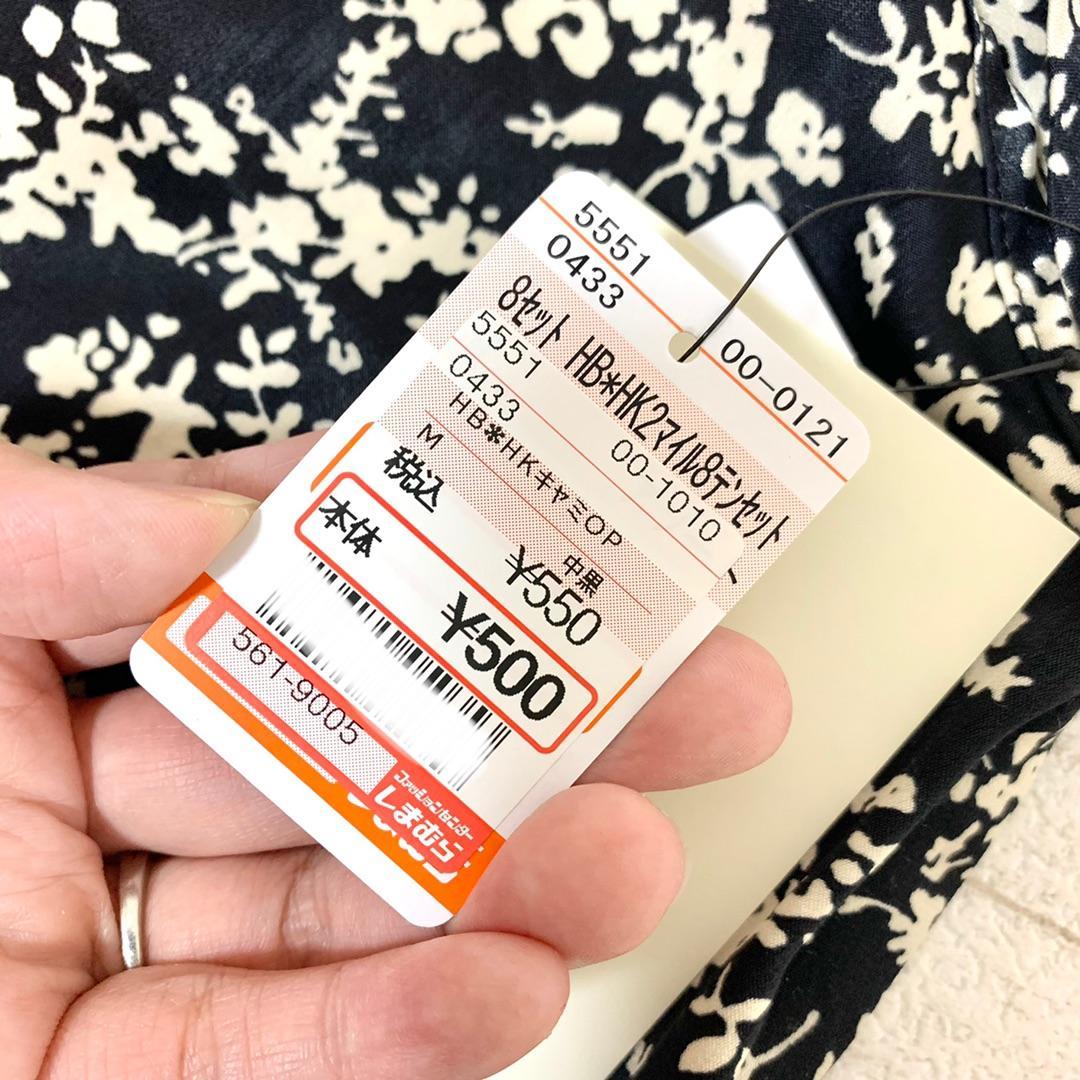 5551
0433
00-0121
8セット HB*HK2マイル8テンセット
5551
0433
00-1010
HB*HKキャミOP
M
中黒
税込
¥550
本体
¥500
561-9005
ファッションセンター
しまむら